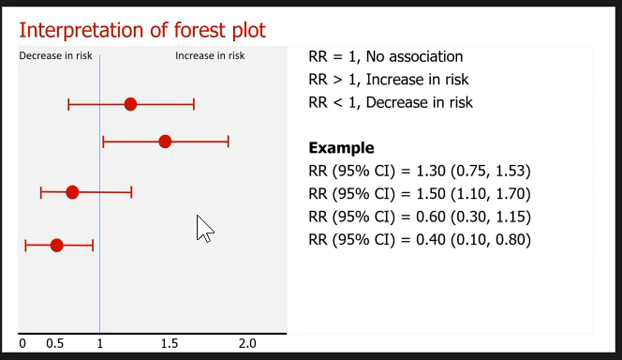 Interpretation of forest plot
Decrease in risk
Increase in risk
RR = 1, No association
RR > 1, Increase in risk
RR < 1, Decrease in risk
Example
RR (95% CI) = 1.30 (0.75, 1.53)
RR (95% CI) = 1.50 (1.10, 1.70)
RR (95% CI) = 0.60 (0.30, 1.15)
RR (95% CI) = 0.40 (0.10, 0.80)
0 0.5 1 1.5 2.0